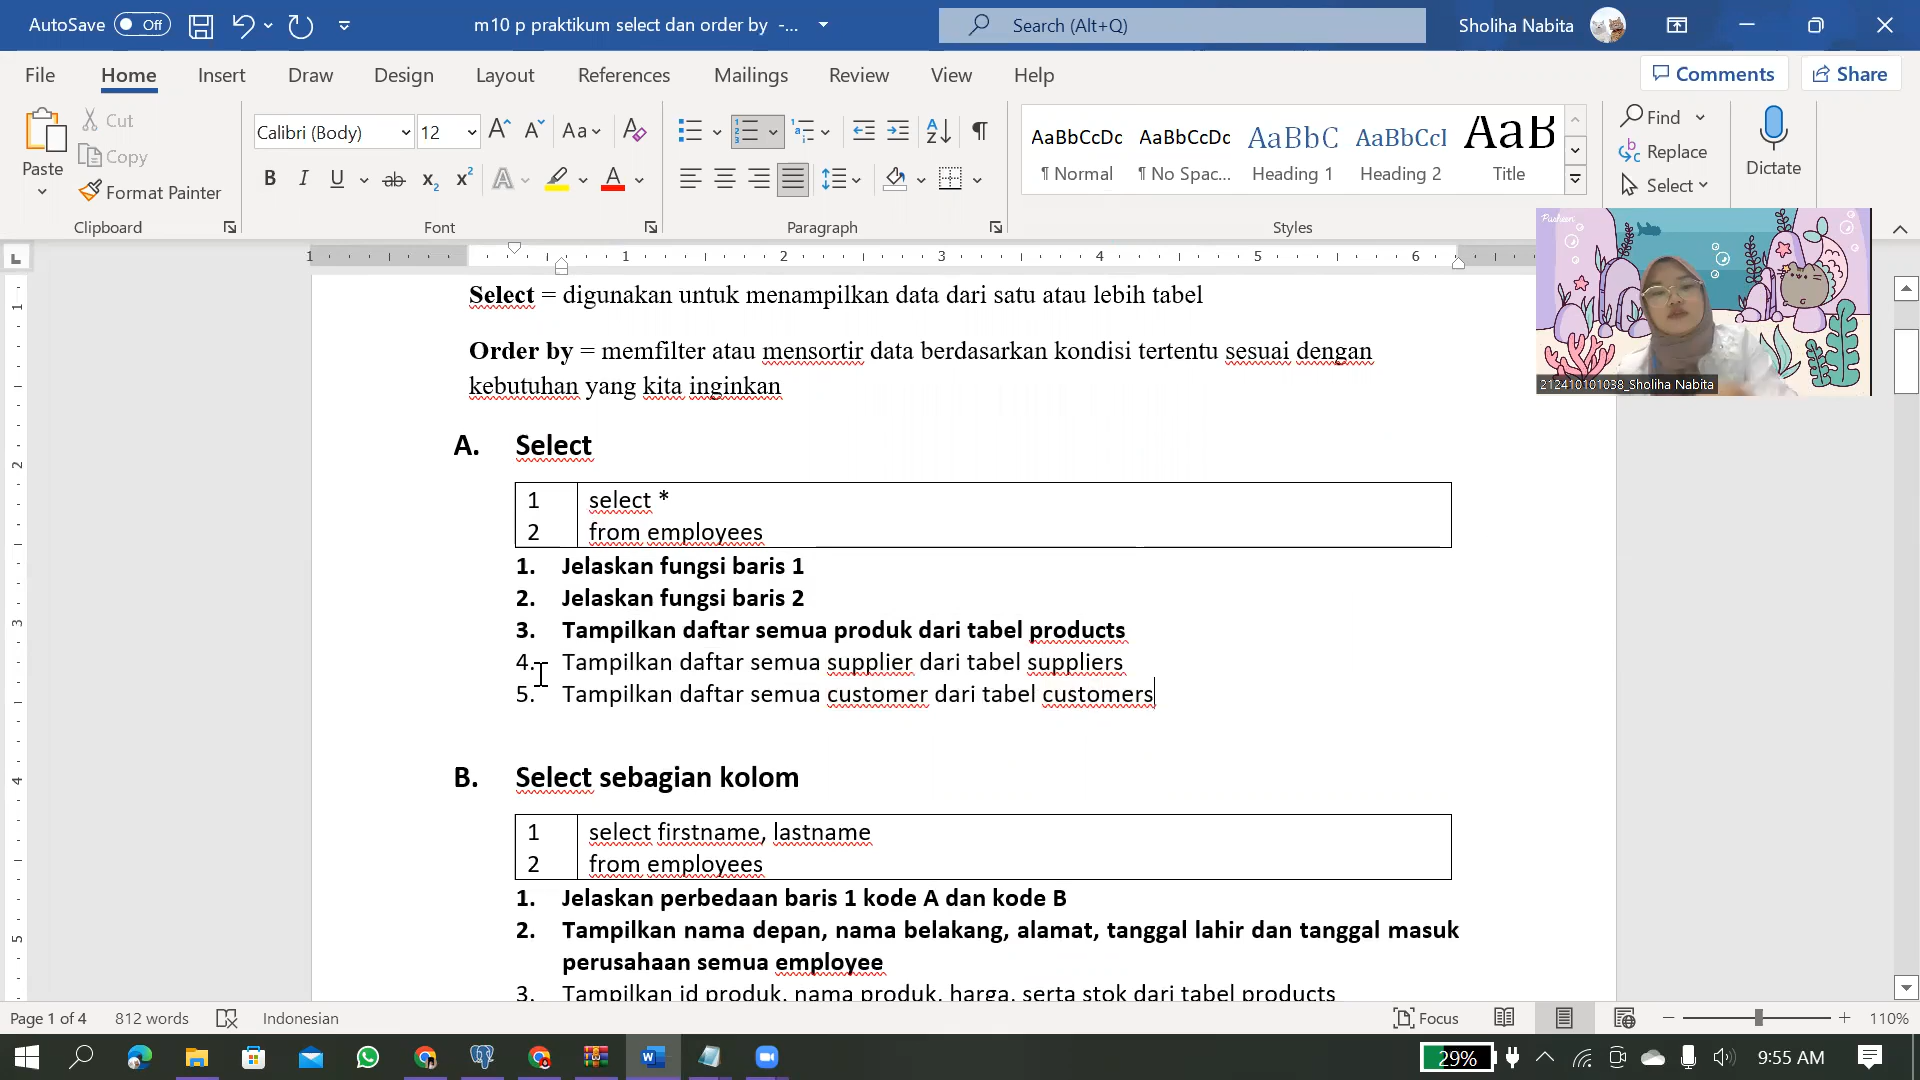 AutoSave Off m10 p praktikum select dan order by -... Search (Alt+Q) Sholiha Nabita
File Home Insert Draw Design Layout References Mailings Review View Help Comments Share
Paste Cut Copy Format Painter
Calibri (Body) 12
AaBbCcDc AaBbCcDc AaBbC AaBbCcI AaB
¶ Normal ¶ No Spac... Heading 1 Heading 2 Title
Find Replace Select Dictate
Clipboard Font Paragraph Styles
Pusheen
212410101038_Sholiha Nabita
Select = digunakan untuk menampilkan data dari satu atau lebih tabel
Order by = memfilter atau mensortir data berdasarkan kondisi tertentu sesuai dengan
kebutuhan yang kita inginkan
A. Select
1 select *
2 from employees
1. Jelaskan fungsi baris 1
2. Jelaskan fungsi baris 2
3. Tampilkan daftar semua produk dari tabel products
4. Tampilkan daftar semua supplier dari tabel suppliers
5. Tampilkan daftar semua customer dari tabel customers
B. Select sebagian kolom
1 select firstname, lastname
2 from employees
1. Jelaskan perbedaan baris 1 kode A dan kode B
2. Tampilkan nama depan, nama belakang, alamat, tanggal lahir dan tanggal masuk
perusahaan semua employee
3. Tampilkan id produk, nama produk, harga, serta stok dari tabel products
Page 1 of 4 812 words Indonesian Focus 110%
29% 9:55 AM